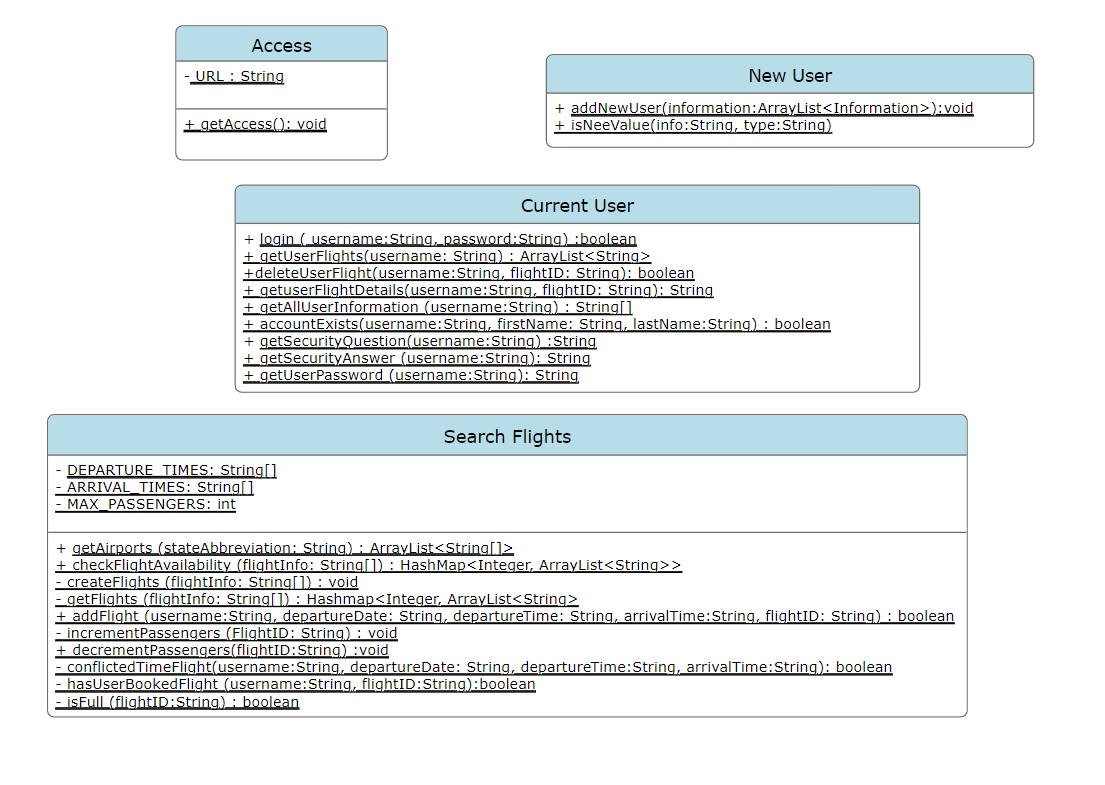 Access
- URL : String
+ getAccess(): void
New User
+ addNewUser(information:ArrayList<Information>):void
+ isNeeValue(info:String, type:String)
Current User
+ login ( username:String, password:String) :boolean
+ getUserFlights(username: String) : ArrayList<String>
+deleteUserFlight(username:String, flightID: String): boolean
+ getuserFlightDetails(username:String, flightID: String): String
+ getAllUserInformation (username:String) : String[]
+ accountExists(username:String, firstName: String, lastName:String) : boolean
+ getSecurityQuestion(username:String) :String
+ getSecurityAnswer (username:String): String
+ getUserPassword (username:String): String
Search Flights
- DEPARTURE_TIMES: String[]
- ARRIVAL_TIMES: String[]
- MAX_PASSENGERS: int
+ getAirports (stateAbbreviation: String) : ArrayList<String[]>
+ checkFlightAvailability (flightInfo: String[]) : HashMap<Integer, ArrayList<String>>
- createFlights (flightInfo: String[]) : void
- getFlights (flightInfo: String[]) : Hashmap<Integer, ArrayList<String>
+ addFlight (username:String, departureDate: String, departureTime: String, arrivalTime:String, flightID: String) : boolean
- incrementPassengers (FlightID: String) : void
+ decrementPassengers(flightID:String) :void
- conflictedTimeFlight(username:String, departureDate: String, departureTime:String, arrivalTime:String): boolean
- hasUserBookedFlight (username:String, flightID:String):boolean
- isFull (flightID:String) : boolean